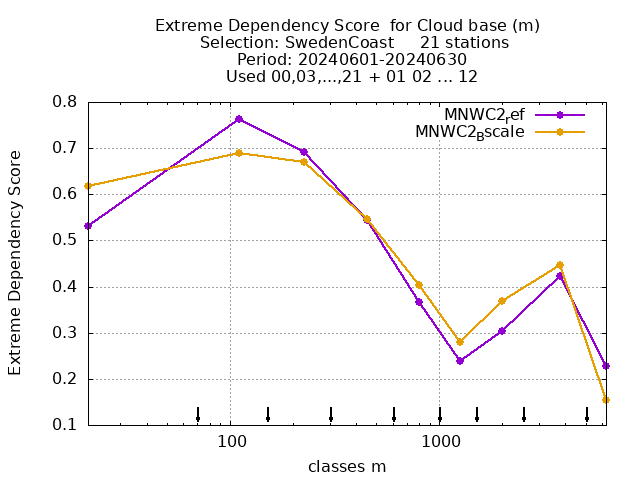 Extreme Dependency Score  for Cloud base (m)
Selection: SwedenCoast     21 stations
Period: 20240601-20240630
Used 00,03,...,21 + 01 02 ... 12
MNWC2ref
MNWC2Bscale
0.8
0.7
0.6
0.5
0.4
0.3
0.2
0.1
Extreme Dependency Score
100
1000
classes m